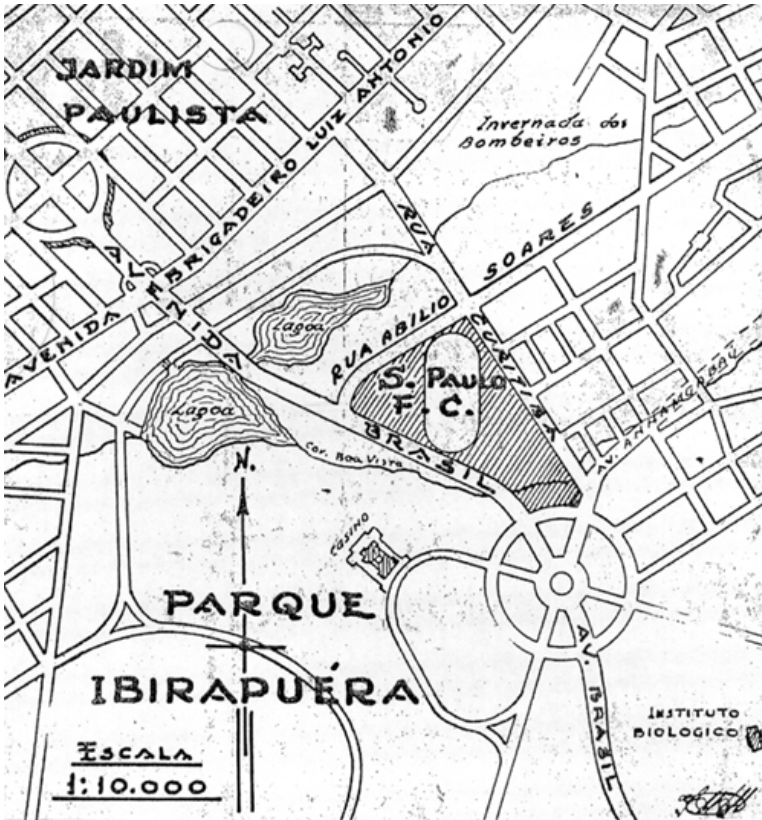 JARDIM
PAULISTA
AVENIDA BRIGADEIRO LUIZ ANTONIO
Invernada dos
Bombeiros
RUA CURITIBA
RUA ABILIO SOARES
AVENIDA BRASIL
Lagoa
Lagoa
S. PAULO
F. C.
AV. ANHANGABAÚ
Cor. Boa Vista
N.
CASINO
PARQUE
IBIRAPUÉRA
AV. BRASIL
INSTITUTO
BIOLOGICO
ESCALA
1:10.000